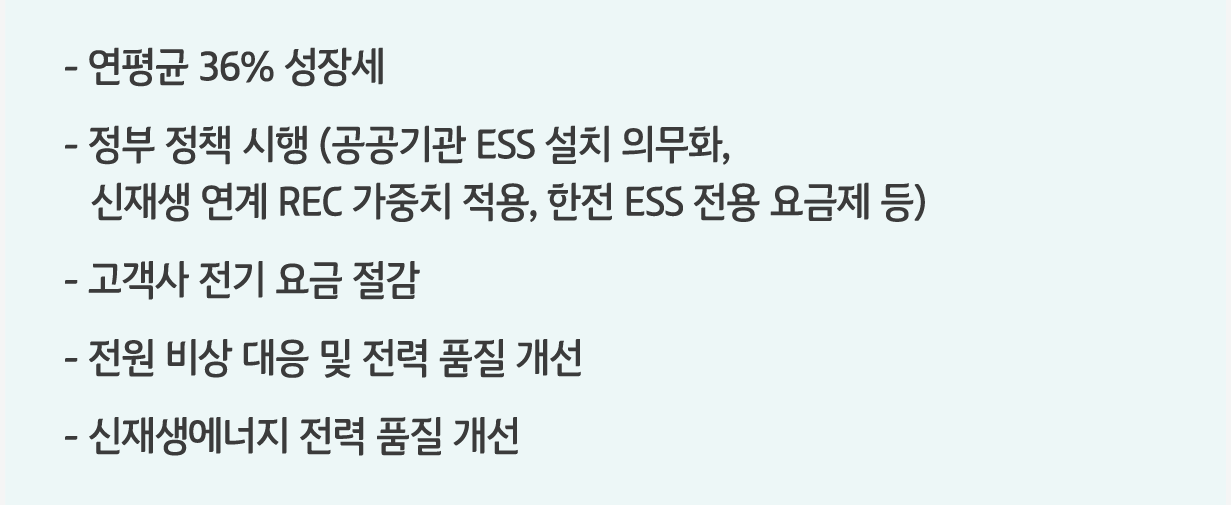 - 연평균 36% 성장세
- 정부 정책 시행 (공공기관 ESS 설치 의무화,
신재생 연계 REC 가중치 적용, 한전 ESS 전용 요금제 등)
- 고객사 전기 요금 절감
- 전원 비상 대응 및 전력 품질 개선
- 신재생에너지 전력 품질 개선